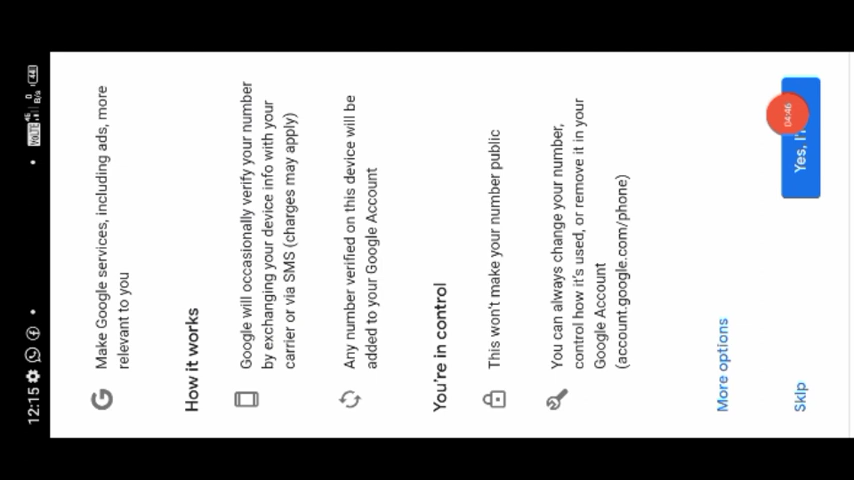 12:15
VoLTE 4G 0 B/s 44
Make Google services, including ads, more
relevant to you
How it works
Google will occasionally verify your number
by exchanging your device info with your
carrier or via SMS (charges may apply)
Any number verified on this device will be
added to your Google Account
You're in control
This won't make your number public
You can always change your number,
control how it's used, or remove it in your
Google Account
(account.google.com/phone)
More options
Skip
Yes, I'
04:46